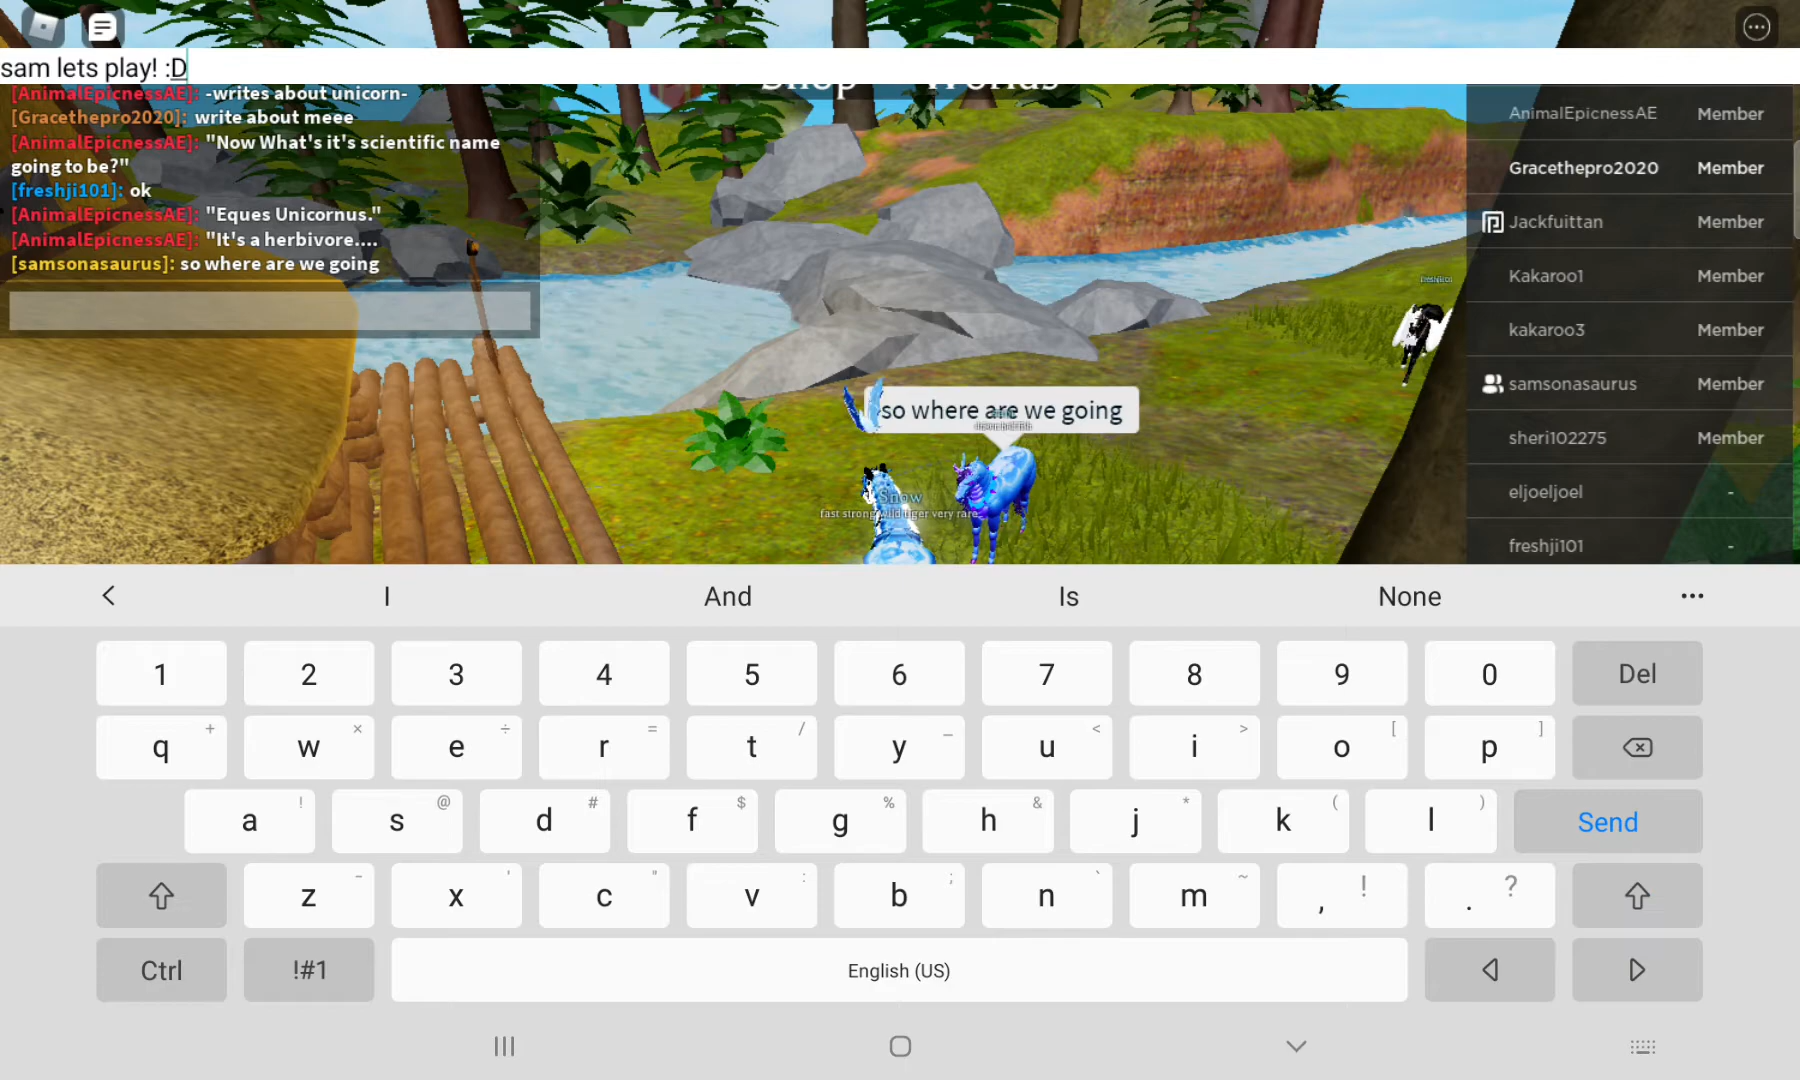 sam lets play! :D
[AnimalEpicnessAE]: -writes about unicorn-
[Gracethepro2020]: write about meee
[AnimalEpicnessAE]: "Now What's it's scientific name
going to be?"
[freshji101]: ok
[AnimalEpicnessAE]: "Eques Unicornus."
[AnimalEpicnessAE]: "It's a herbivore....
[samsonasaurus]: so where are we going
Shop Worlds
AnimalEpicnessAE Member
Gracethepro2020 Member
Jackfuittan Member
Kakaroo1 Member
kakaroo3 Member
samsonasaurus Member
sheri102275 Member
eljoeljoel -
freshji101 -
so where are we going
Snow
fast strong wild tiger very rare
I And Is None
1 2 3 4 5 6 7 8 9 0 Del
+ × ÷ = / _ < > [ ]
q w e r t y u i o p
! @ # $ % & * ( )
a s d f g h j k l Send
- ' " : ; ` ~ ! ?
z x c v b n m , .
Ctrl !#1 English (US)